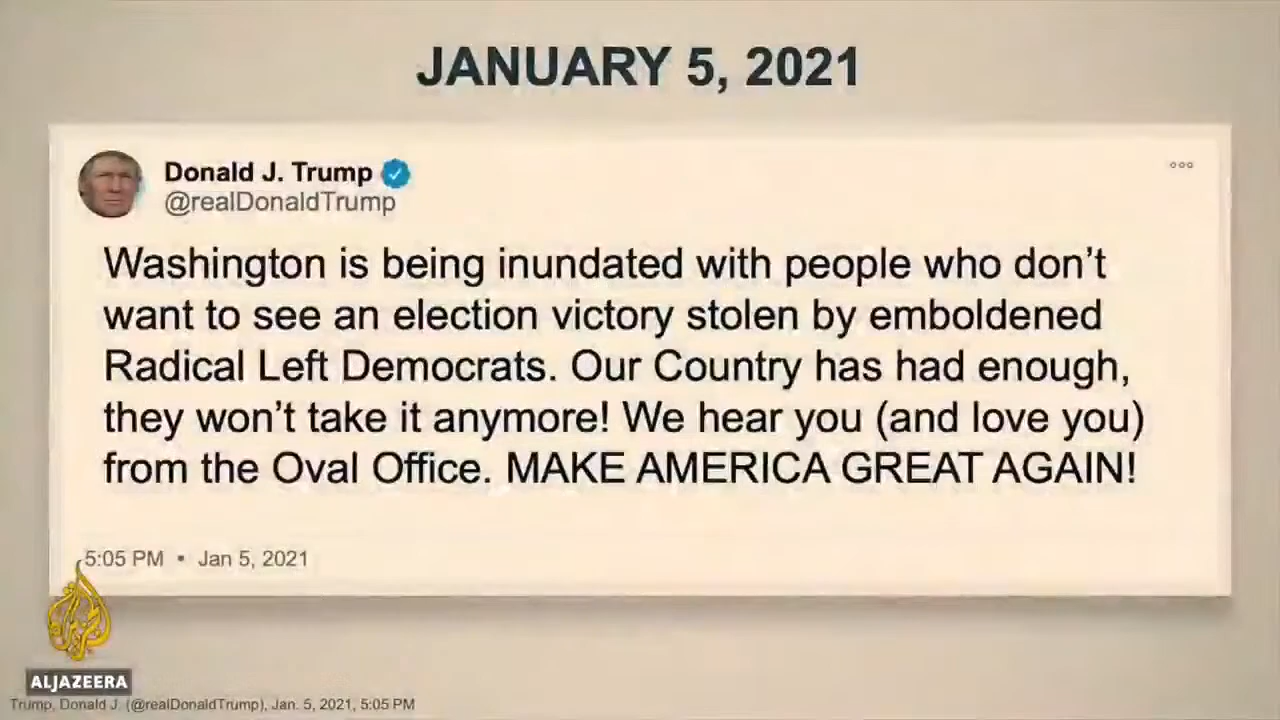 JANUARY 5, 2021
Donald J. Trump
@realDonaldTrump
Washington is being inundated with people who don’t
want to see an election victory stolen by emboldened
Radical Left Democrats. Our Country has had enough,
they won’t take it anymore! We hear you (and love you)
from the Oval Office. MAKE AMERICA GREAT AGAIN!
5:05 PM • Jan 5, 2021
الجزيرة
ALJAZEERA
Trump, Donald J. (@realDonaldTrump), Jan. 5, 2021, 5:05 PM